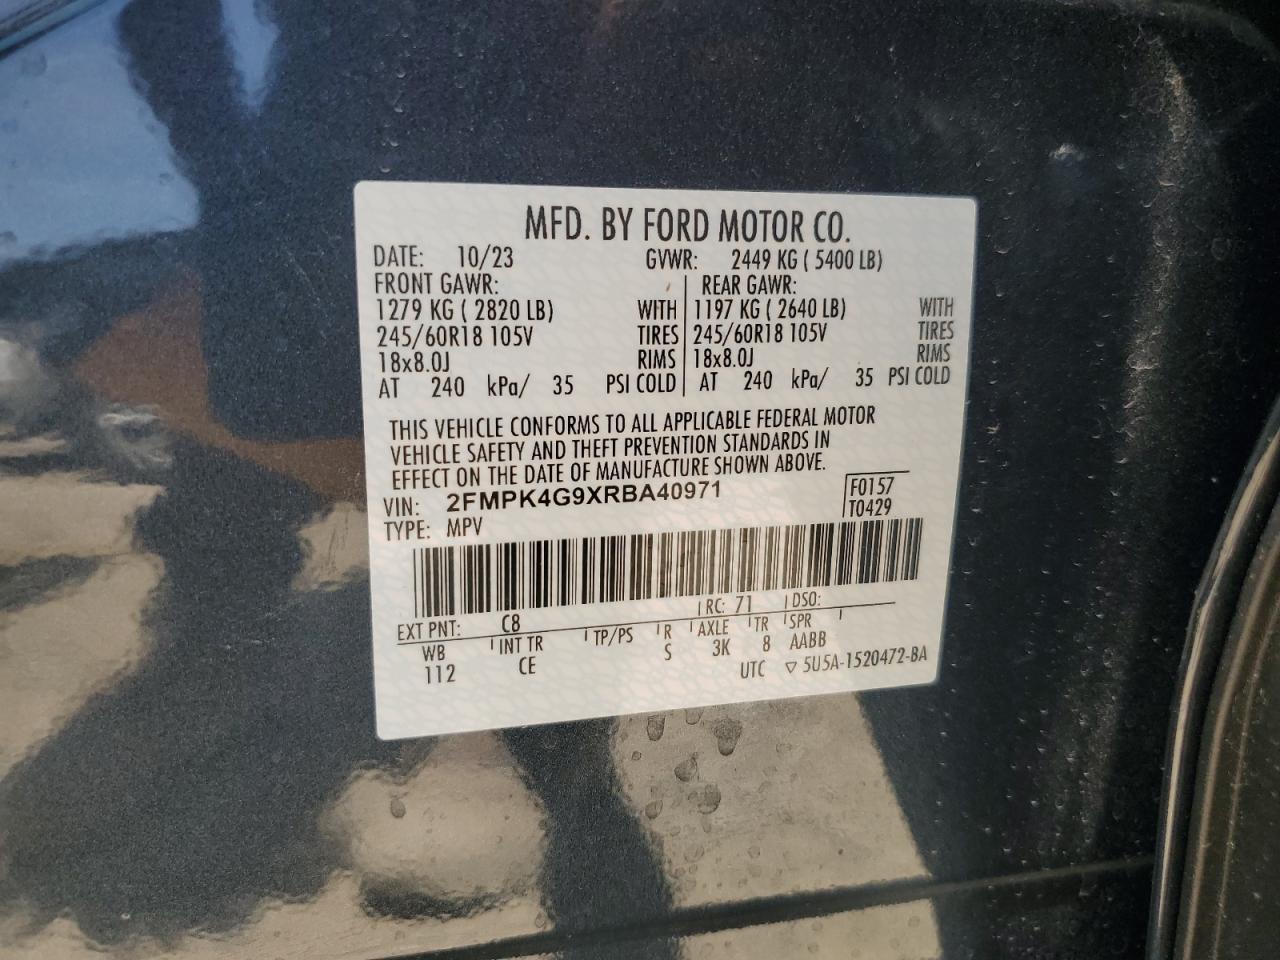 MFD. BY FORD MOTOR CO.
DATE: 10/23 GVWR: 2449 KG ( 5400 LB)
FRONT GAWR: REAR GAWR:
1279 KG ( 2820 LB) WITH 1197 KG ( 2640 LB) WITH
245/60R18 105V TIRES 245/60R18 105V TIRES
18x8.0J RIMS 18x8.0J RIMS
AT 240 kPa/ 35 PSI COLD AT 240 kPa/ 35 PSI COLD
THIS VEHICLE CONFORMS TO ALL APPLICABLE FEDERAL MOTOR
VEHICLE SAFETY AND THEFT PREVENTION STANDARDS IN
EFFECT ON THE DATE OF MANUFACTURE SHOWN ABOVE.
VIN: 2FMPK4G9XRBA40971 F0157
TYPE: MPV T0429
EXT PNT: C8 RC: 71 DSO:
WB INT TR TP/PS R AXLE TR SPR
112 CE S 3K 8 AABB
UTC ▽ 5U5A-1520472-BA